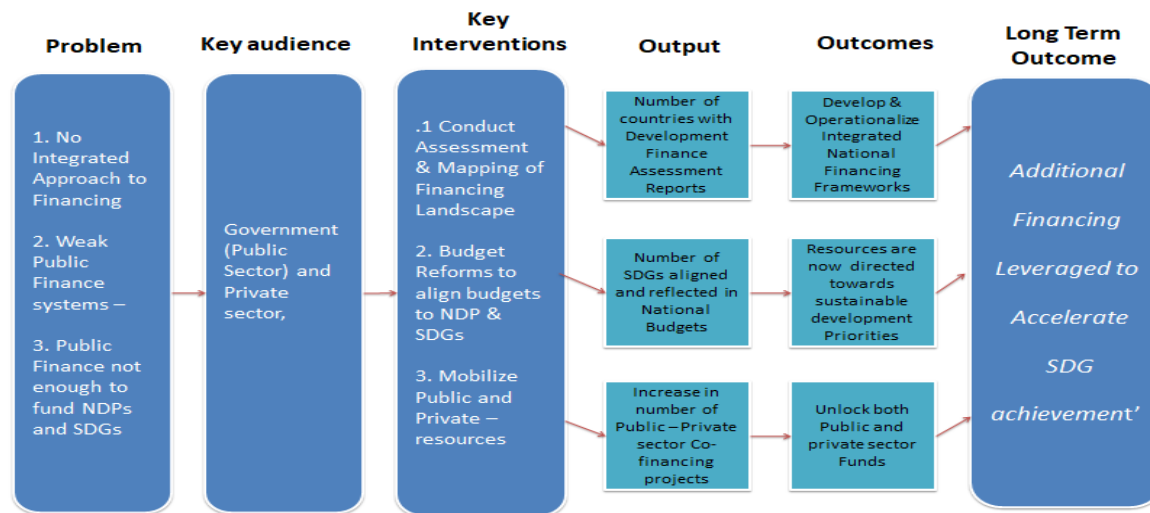 Problem
1. No
Integrated
Approach to
Financing
2. Weak
Public
Finance
systems –
3. Public
Finance not
enough to
fund NDPs
and SDGs
Key audience
Government
(Public
Sector) and
Private
sector,
Key
Interventions
.1 Conduct
Assessment
& Mapping of
Financing
Landscape
2. Budget
Reforms to
align budgets
to NDP &
SDGs
3. Mobilize
Public and
Private –
resources
Output
Number of
countries with
Development
Finance
Assessment
Reports
Number of
SDGs aligned
and reflected in
National
Budgets
Increase in
number of
Public – Private
sector Co-
financing
projects
Outcomes
Develop &
Operationalize
Integrated
National
Financing
Frameworks
Resources are
now directed
towards
sustainable
development
Priorities
Unlock both
Public and
private sector
Funds
Long Term
Outcome
Additional
Financing
Leveraged to
Accelerate
SDG
achievement’